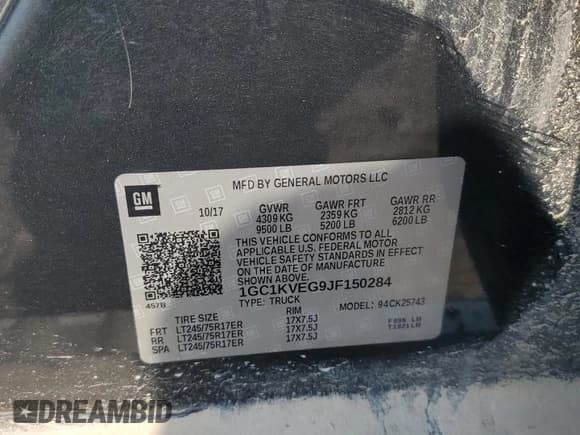 MFD BY GENERAL MOTORS LLC
GM
10/17 GVWR GAWR FRT GAWR RR
4309 KG 2359 KG 2812 KG
9500 LB 5200 LB 6200 LB
THIS VEHICLE CONFORMS TO ALL
APPLICABLE U.S. FEDERAL MOTOR
VEHICLE SAFETY STANDARDS IN EFFECT
ON THE DATE OF MANUFACTURE
SHOWN ABOVE.
1GC1KVEG9JF150284
TYPE: TRUCK MODEL: 94CK25743
457B
TIRE SIZE RIM
FRT LT245/75R17ER 17X7.5J
RR LT245/75R17ER 17X7.5J
SPA LT245/75R17ER 17X7.5J
T1821LB
DREAMBID